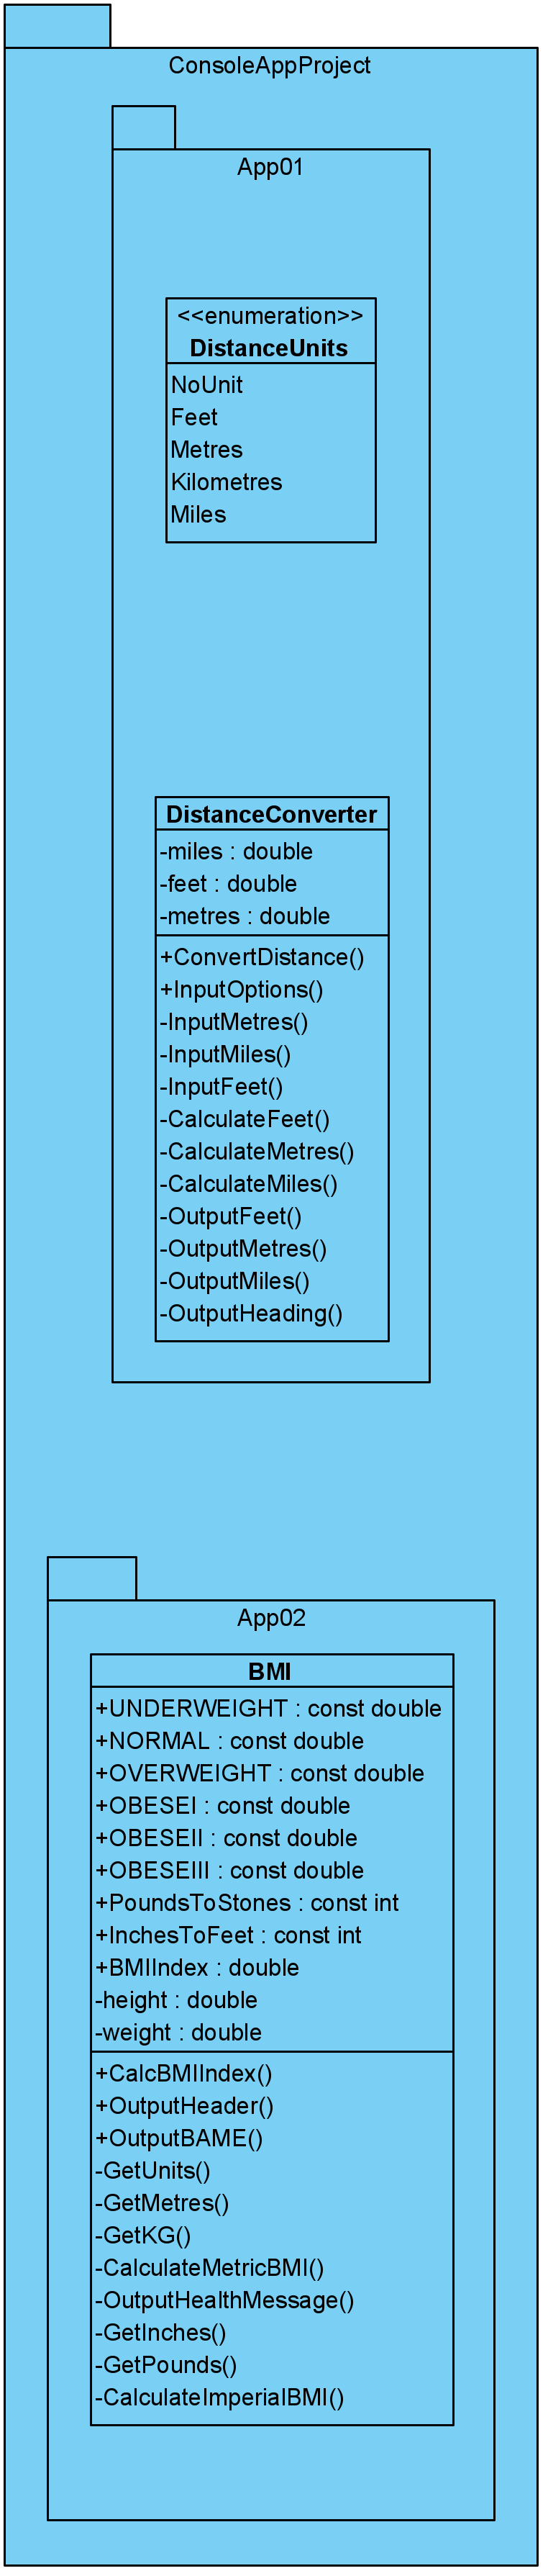 ConsoleAppProject
App01
<<enumeration>>
DistanceUnits
NoUnit
Feet
Metres
Kilometres
Miles
DistanceConverter
-miles : double
-feet : double
-metres : double
+ConvertDistance()
+InputOptions()
-InputMetres()
-InputMiles()
-InputFeet()
-CalculateFeet()
-CalculateMetres()
-CalculateMiles()
-OutputFeet()
-OutputMetres()
-OutputMiles()
-OutputHeading()
App02
BMI
+UNDERWEIGHT : const double
+NORMAL : const double
+OVERWEIGHT : const double
+OBESEI : const double
+OBESEII : const double
+OBESEIII : const double
+PoundsToStones : const int
+InchesToFeet : const int
+BMIIndex : double
-height : double
-weight : double
+CalcBMIIndex()
+OutputHeader()
+OutputBAME()
-GetUnits()
-GetMetres()
-GetKG()
-CalculateMetricBMI()
-OutputHealthMessage()
-GetInches()
-GetPounds()
-CalculateImperialBMI()